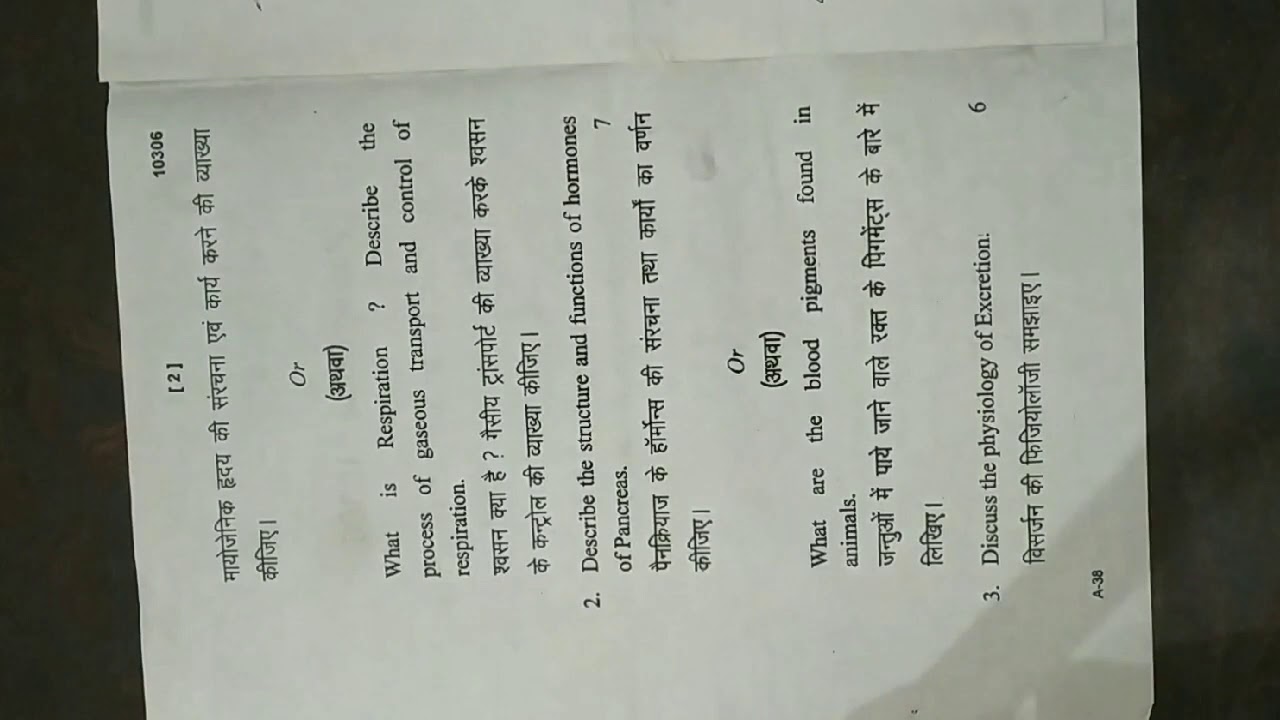 [ 2 ] 10306
मायोजेनिक हृदय की संरचना एवं कार्य करने की व्याख्या
कीजिए।
Or
(अथवा)
What is Respiration ? Describe the
process of gaseous transport and control of
respiration.
श्वसन क्या है ? गैसीय ट्रांसपोर्ट की व्याख्या करके श्वसन
के कन्ट्रोल की व्याख्या कीजिए।
2. Describe the structure and functions of hormones
of Pancreas. 7
पैनक्रियाज के हॉर्मोन्स की संरचना तथा कार्यों का वर्णन
कीजिए।
Or
(अथवा)
What are the blood pigments found in
animals.
जन्तुओं में पाये जाने वाले रक्त के पिगमेंट्स के बारे में
लिखिए।
3. Discuss the physiology of Excretion. 6
विसर्जन की फिजियोलॉजी समझाइए।
A-38